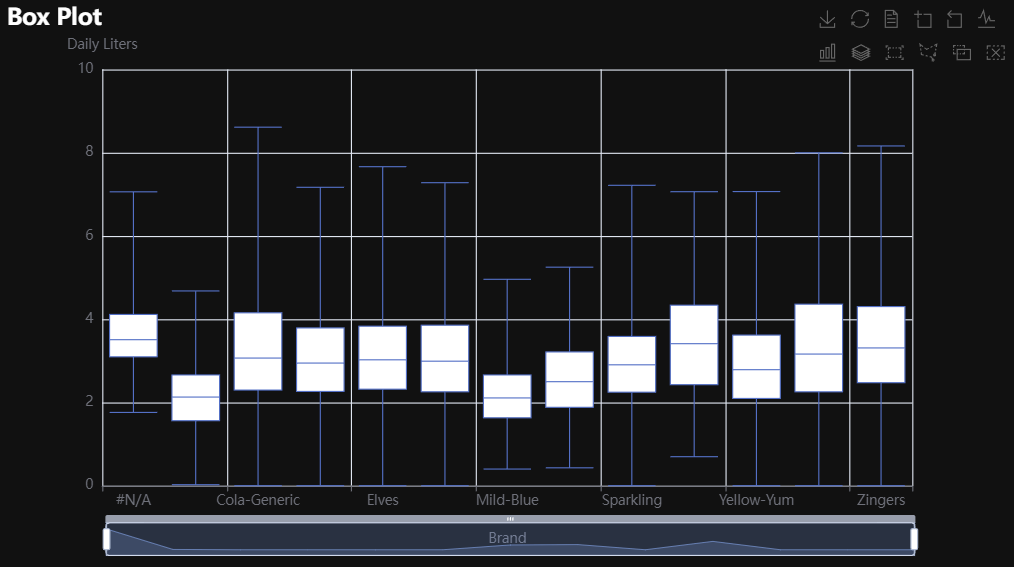 Box Plot
Daily Liters
10
8
6
4
2
0
#N/A Cola-Generic Elves Mild-Blue Sparkling Yellow-Yum Zingers
Brand